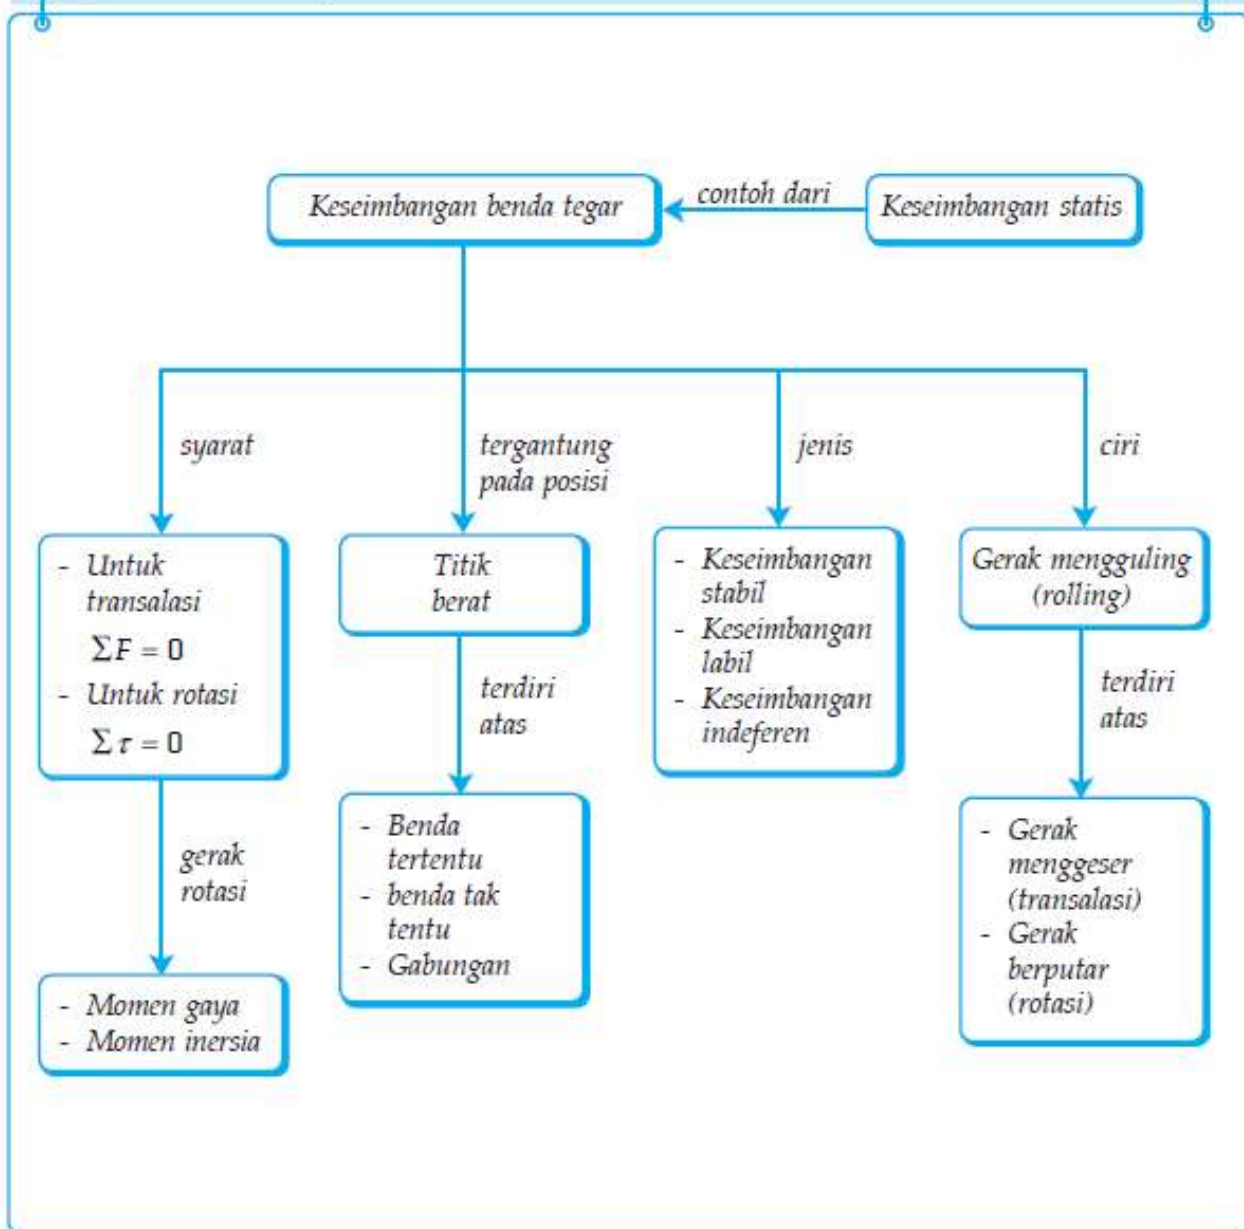 Keseimbangan benda tegar
contoh dari
Keseimbangan statis
syarat
tergantung
pada posisi
jenis
ciri
- Untuk
transalasi
ΣF = 0
- Untuk rotasi
Στ = 0
Titik
berat
- Keseimbangan
stabil
- Keseimbangan
labil
- Keseimbangan
indeferen
Gerak mengguling
(rolling)
gerak
rotasi
terdiri
atas
terdiri
atas
- Momen gaya
- Momen inersia
- Benda
tertentu
- benda tak
tentu
- Gabungan
- Gerak
menggeser
(transalasi)
- Gerak
berputar
(rotasi)